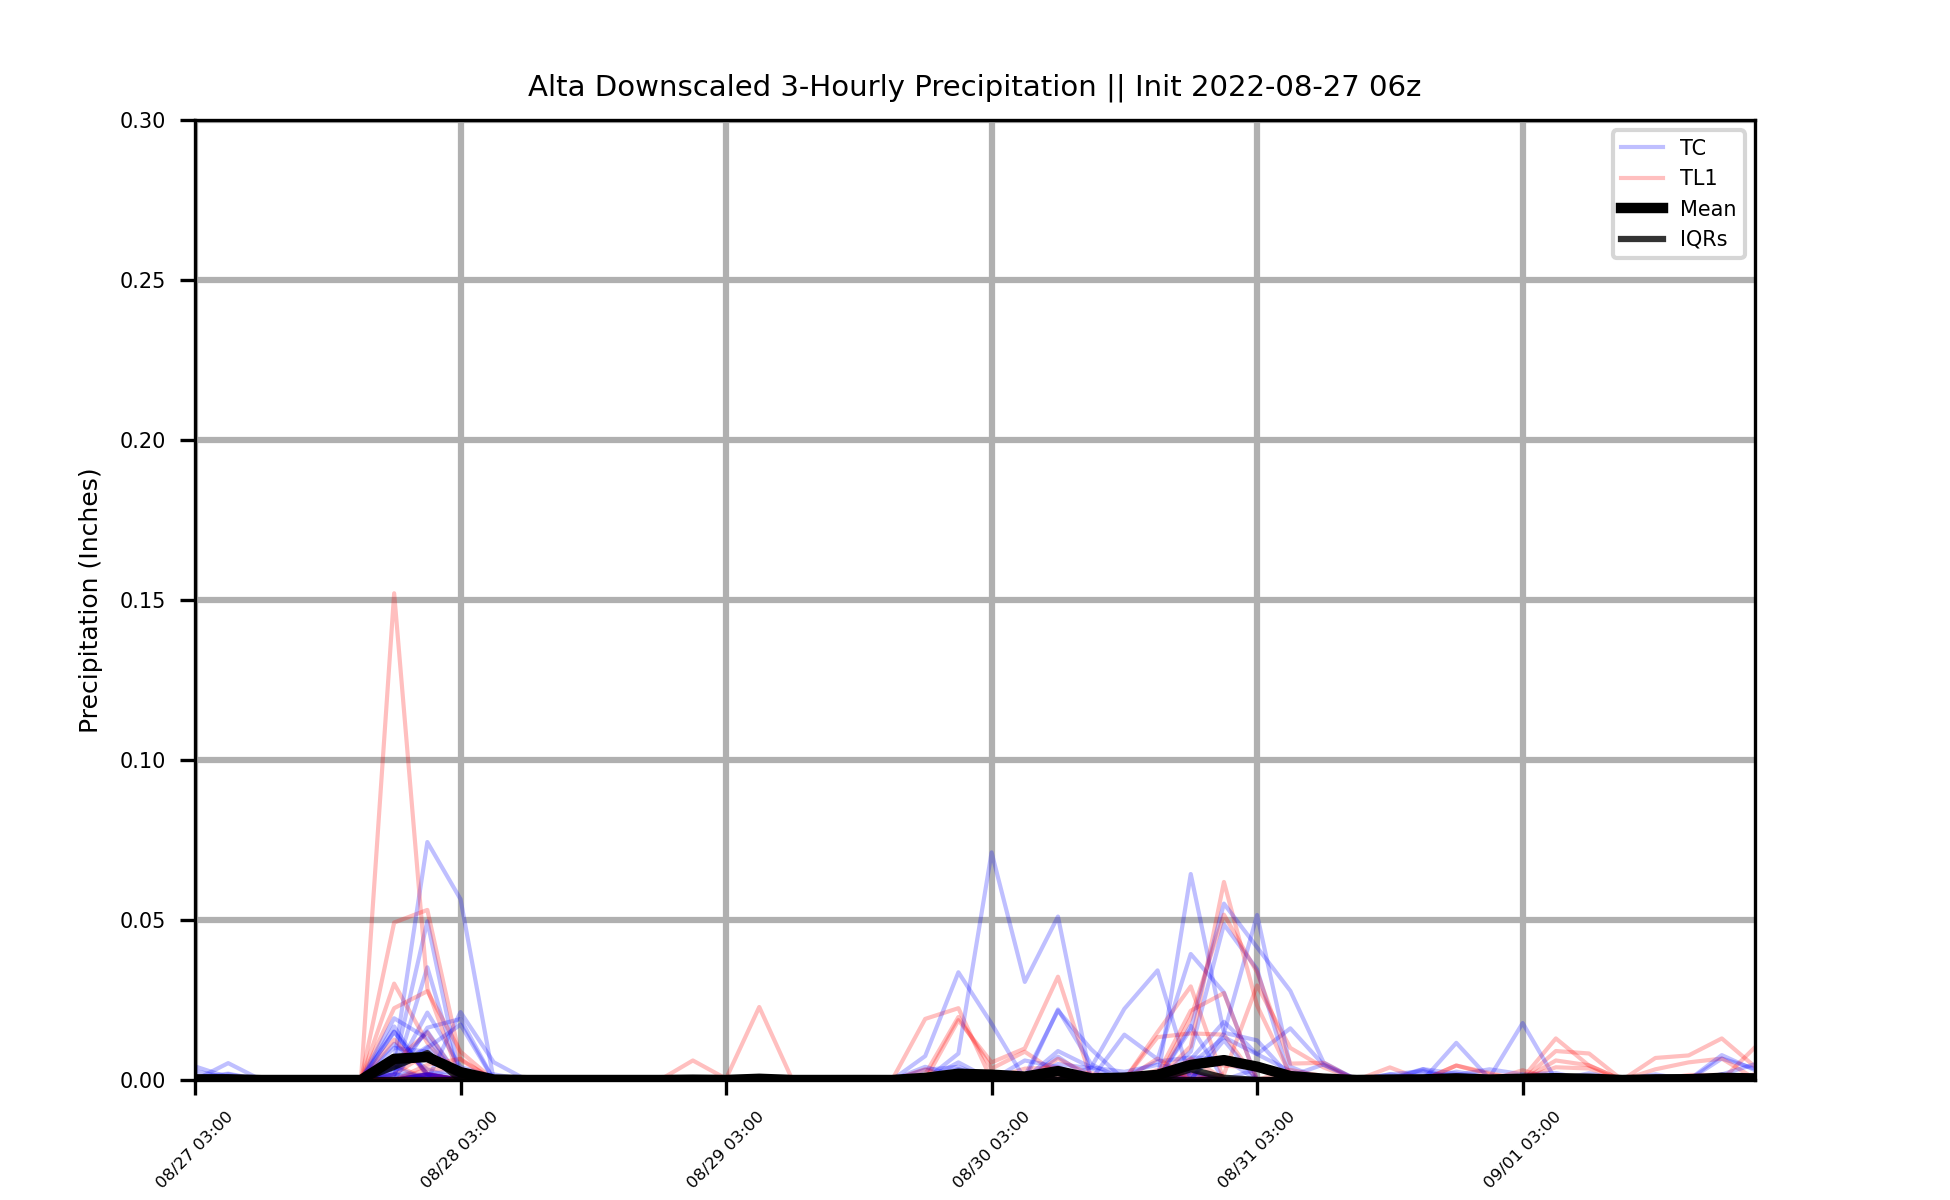 Alta Downscaled 3-Hourly Precipitation || Init 2022-08-27 06z
TC
TL1
Mean
IQRs
Precipitation (Inches)
0.30
0.25
0.20
0.15
0.10
0.05
0.00
08/27 03:00
08/28 03:00
08/29 03:00
08/30 03:00
08/31 03:00
09/01 03:00